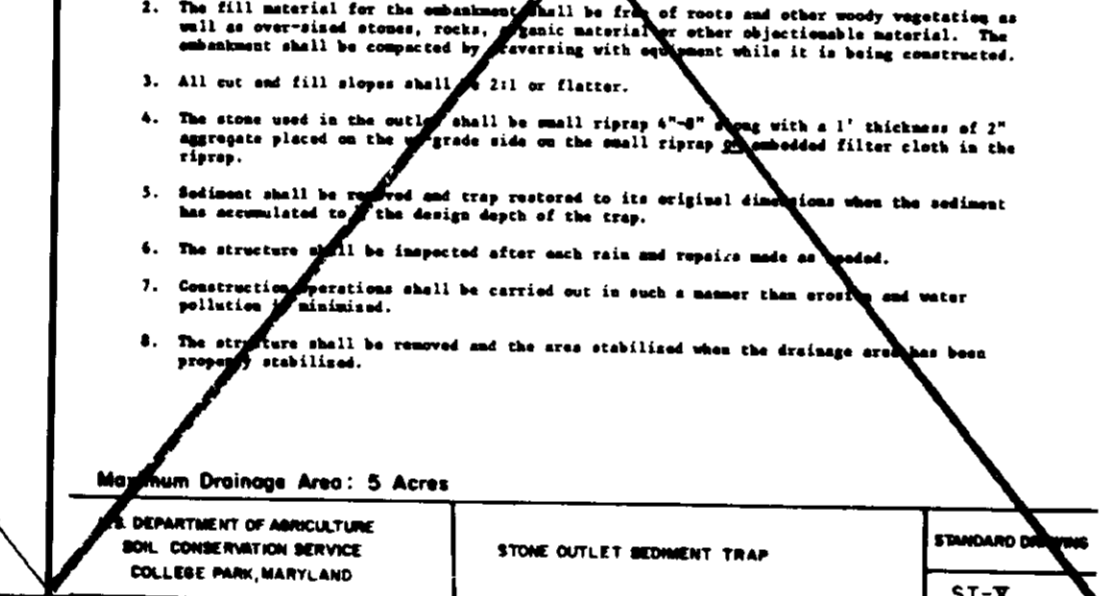 2. The fill material for the embankment shall be free of roots and other woody vegetation as
well as over-sized stones, rocks, organic material or other objectionable material. The
embankment shall be compacted by traversing with equipment while it is being constructed.
3. All cut and fill slopes shall be 2:1 or flatter.
4. The stone used in the outlet shall be small riprap 4"-8" along with a 1' thickness of 2"
aggregate placed on the up-grade side on the small riprap or embedded filter cloth in the
riprap.
5. Sediment shall be removed and trap restored to its original dimensions when the sediment
has accumulated to the design depth of the trap.
6. The structure shall be inspected after each rain and repairs made as needed.
7. Construction operations shall be carried out in such a manner than erosion and water
pollution is minimized.
8. The structure shall be removed and the area stabilized when the drainage area has been
properly stabilized.
Maximum Drainage Area: 5 Acres
U.S. DEPARTMENT OF AGRICULTURE
SOIL CONSERVATION SERVICE
COLLEGE PARK, MARYLAND
STONE OUTLET SEDIMENT TRAP
STANDARD DRAWING
ST-V